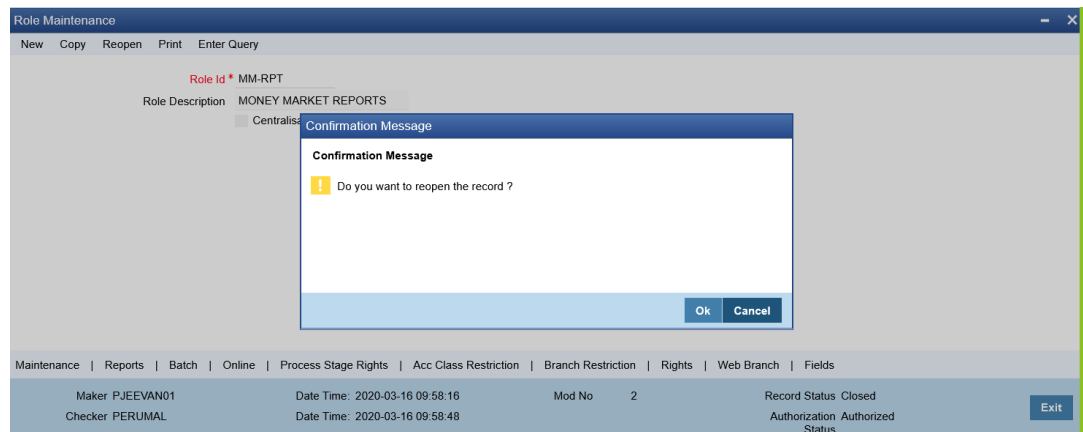 Role Maintenance
New Copy Reopen Print Enter Query
Role Id * MM-RPT
Role Description MONEY MARKET REPORTS
Centralisa
Confirmation Message
Confirmation Message
! Do you want to reopen the record ?
Ok Cancel
Maintenance | Reports | Batch | Online | Process Stage Rights | Acc Class Restriction | Branch Restriction | Rights | Web Branch | Fields
Maker PJEEVAN01 Date Time: 2020-03-16 09:58:16 Mod No 2 Record Status Closed
Checker PERUMAL Date Time: 2020-03-16 09:58:48 Authorization Authorized
Status
Exit